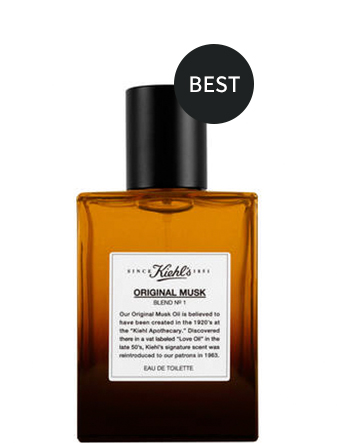 BEST
SINCE Kiehl's 1851
ORIGINAL MUSK
BLEND Nº 1
Our Original Musk Oil is believed to
have been created in the 1920's at
the "Kiehl Apothecary." Discovered
there in a vat labeled "Love Oil" in the
late 50's, Kiehl's signature scent was
reintroduced to our patrons in 1963.
EAU DE TOILETTE